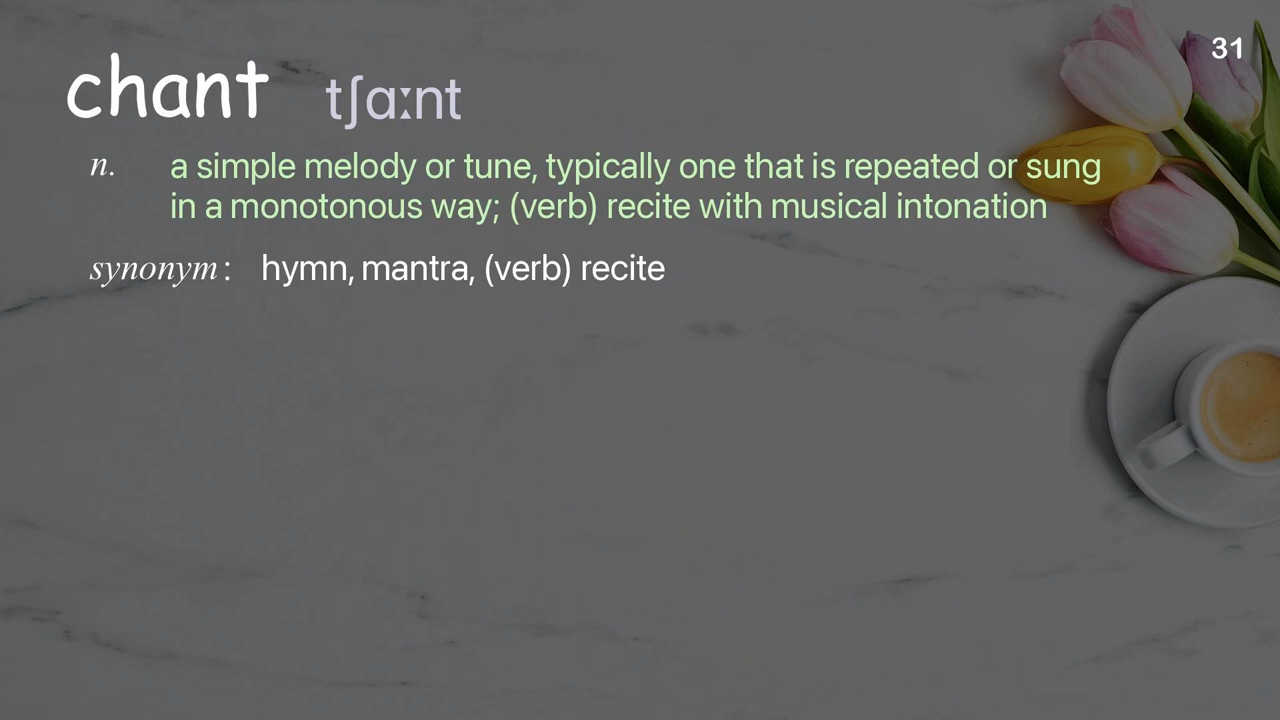 31
chant tʃɑːnt
n. a simple melody or tune, typically one that is repeated or sung
in a monotonous way; (verb) recite with musical intonation
synonym : hymn, mantra, (verb) recite